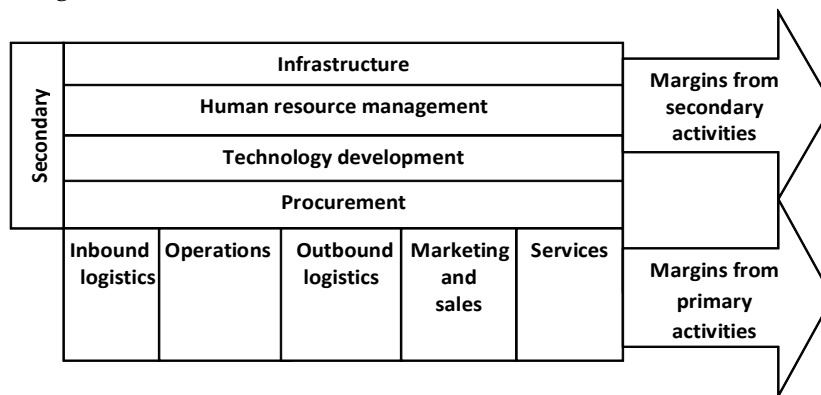 Secondary
Infrastructure
Human resource management
Technology development
Procurement
Margins from
secondary
activities
Inbound
logistics
Operations
Outbound
logistics
Marketing
and
sales
Services
Margins from
primary
activities